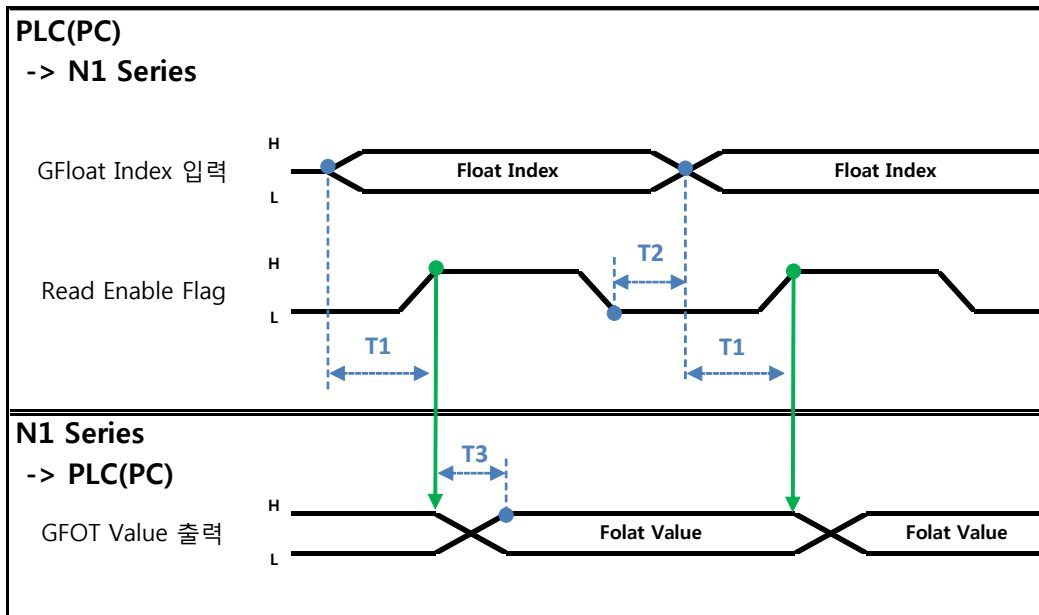 PLC(PC)
-> N1 Series
H
GFloat Index 입력
Float Index
Float Index
L
H
T2
Read Enable Flag
L
T1
T1
N1 Series
-> PLC(PC)
T3
H
GFOT Value 출력
Folat Value
Folat Value
L